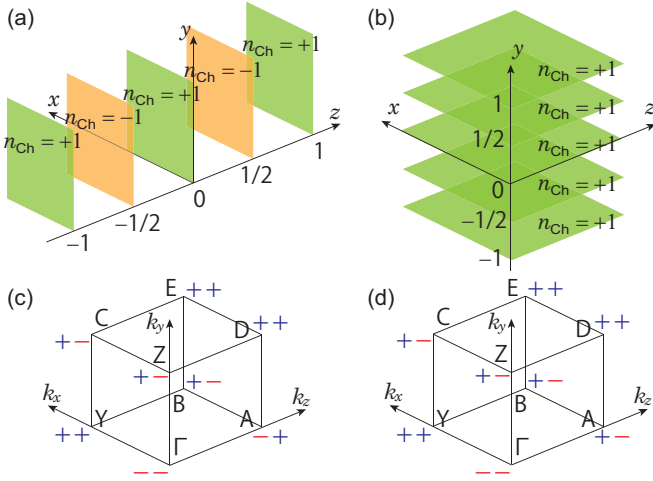 (a)
y
n_Ch = +1
n_Ch = −1
n_Ch = +1
n_Ch = −1
n_Ch = +1
x
z
1
1/2
0
−1/2
−1
(b)
y
x
z
n_Ch = +1
n_Ch = +1
n_Ch = +1
n_Ch = +1
n_Ch = +1
1
1/2
0
−1/2
−1
(c)
E ++
C
+−
k_y
D ++
Z
+−
+−
k_x
B
k_z
Y
A
++
Γ
−+
−−
(d)
E ++
C
+−
k_y
D ++
Z
+−
+−
k_x
B
k_z
Y
A
++
Γ
+−
−−